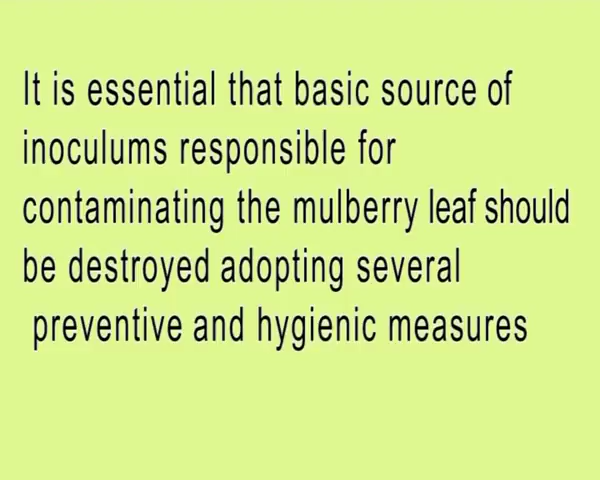 It is essential that basic source of
inoculums responsible for
contaminating the mulberry leaf should
be destroyed adopting several
preventive and hygienic measures